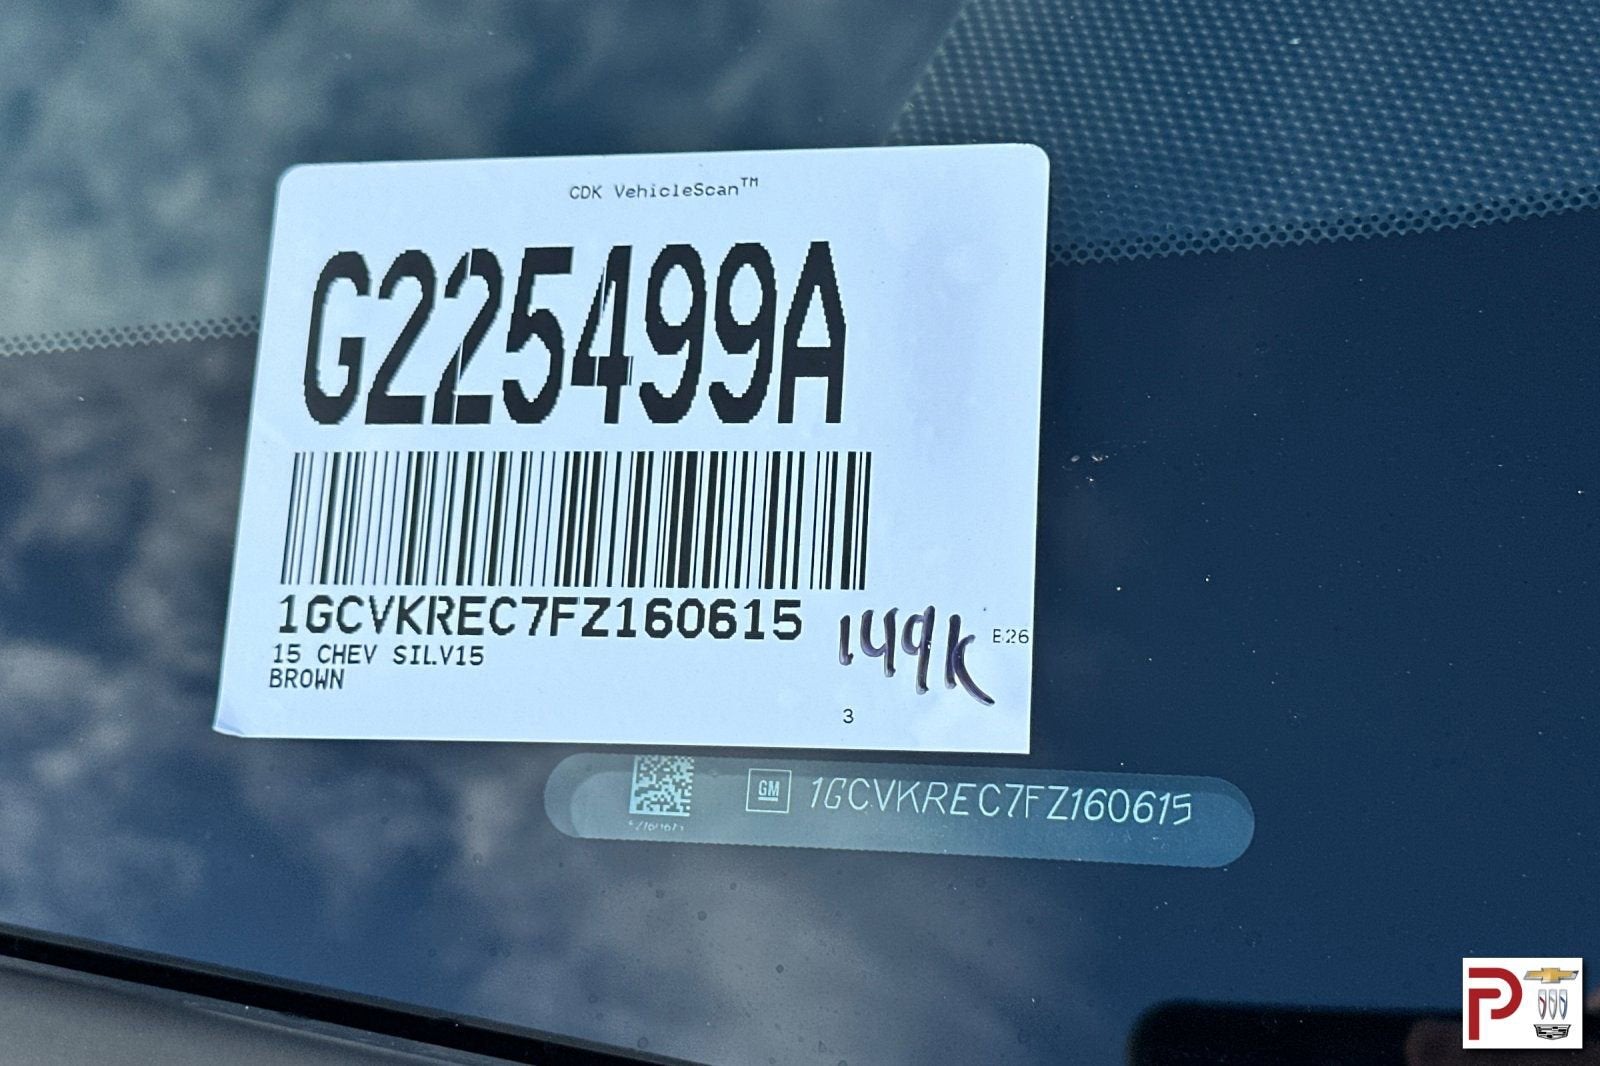 CDK VehicleScan™
G225499A
1GCVKREC7FZ160615
149K
E26
15 CHEV SILV15
BROWN
3
GM 1GCVKREC7FZ160615
P